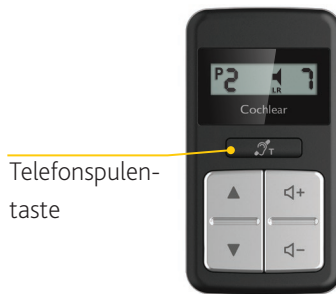 P2 LR 7
Cochlear
T
Telefonspulen-
taste
+
-